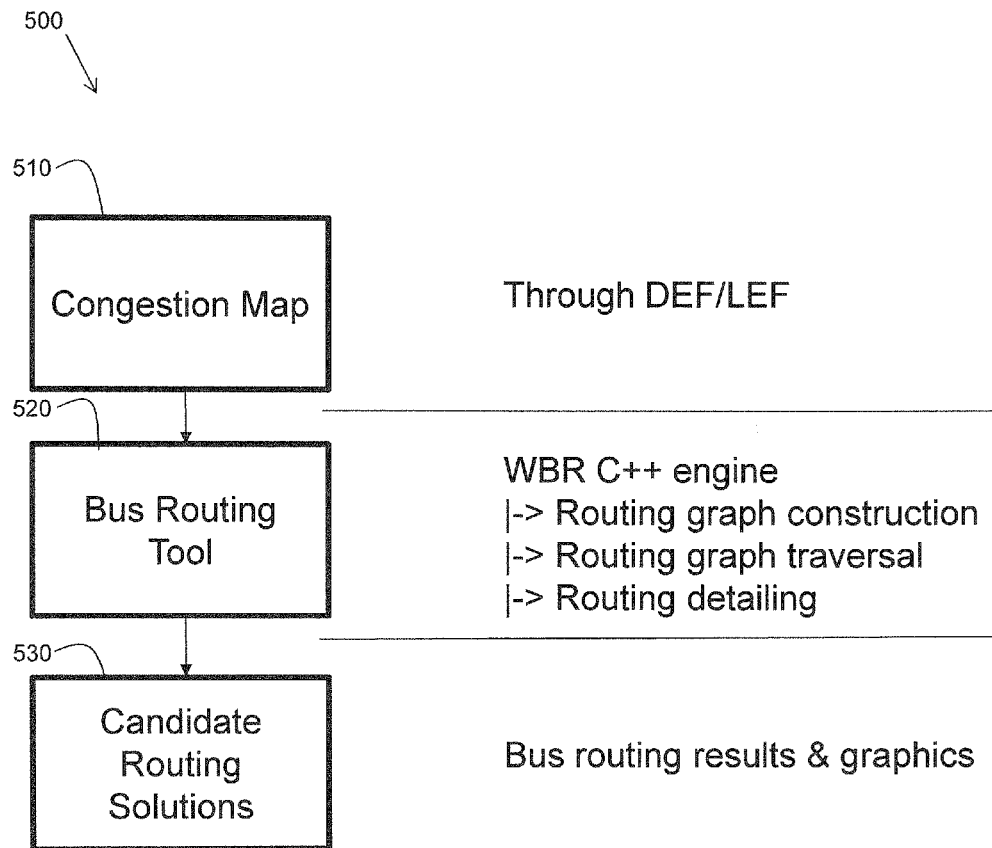 500
510
Congestion Map
Through DEF/LEF
520
Bus Routing
Tool
WBR C++ engine
|-> Routing graph construction
|-> Routing graph traversal
|-> Routing detailing
530
Candidate
Routing
Solutions
Bus routing results & graphics